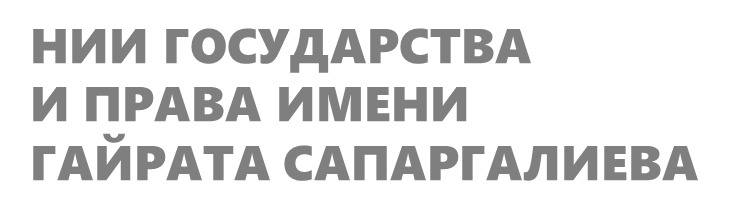 НИИ ГОСУДАРСТВА
И ПРАВА ИМЕНИ
ГАЙРАТА САПАРГАЛИЕВА